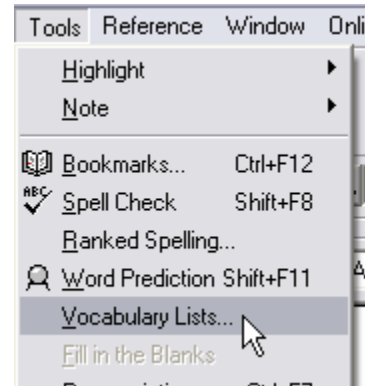 Tools Reference Window Onli
Highlight
Note
Bookmarks... Ctrl+F12
ABC Spell Check Shift+F8
Ranked Spelling...
Word Prediction Shift+F11
Vocabulary Lists...
Fill in the Blanks